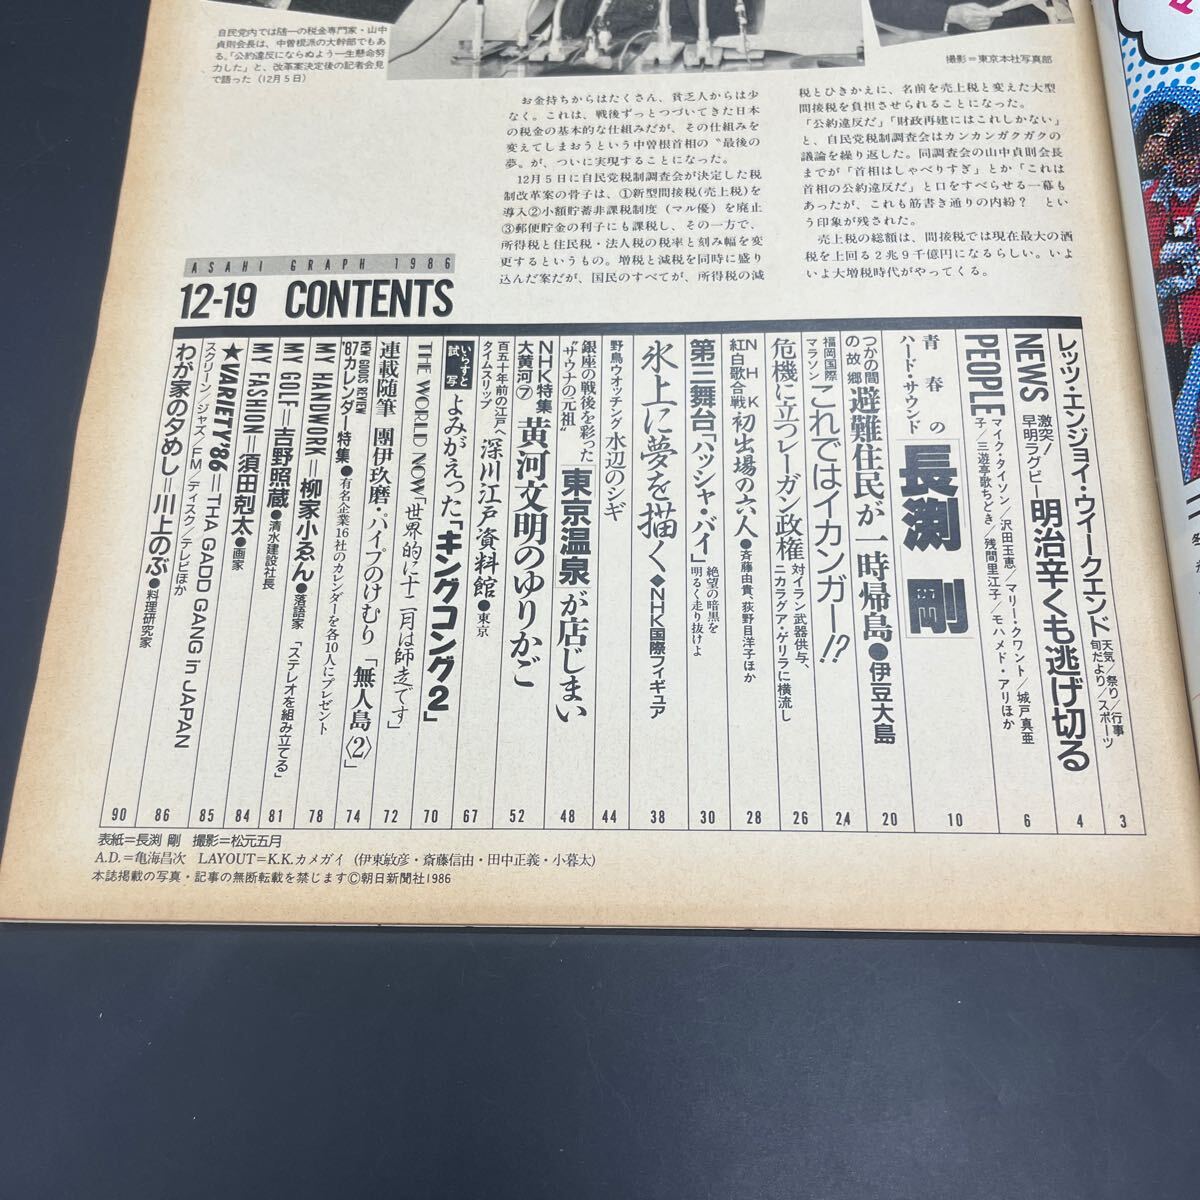 自民党内では随一の税金専門家・山中
貞則会長は、中曽根派の大幹部でもあ
る。「公約違反にならぬよう一生懸命努
力した」と、改革案決定後の記者会見
で語った(12月5日)
撮影=東京本社写真部
お金持ちからはたくさん、貧乏人からは少
なく。これは、戦後ずっとつづいてきた日本
の税金の基本的な仕組みだが、その仕組みを
変えてしまおうという中曽根首相の〝最後の
夢〟が、ついに実現することになった。
12月5日に自民党税制調査会が決定した税
制改革案の骨子は、①新型間接税(売上税)を
導入②小額貯蓄非課税制度(マル優)を廃止
③郵便貯金の利子にも課税し、その一方で、
所得税と住民税・法人税の税率と刻み幅を変
更するというもの。増税と減税を同時に盛り
込んだ案だが、国民のすべてが、所得税の減
税とひきかえに、名前を売上税と変えた大型
間接税を負担させられることになった。
「公約違反だ」「財政再建にはこれしかない」
と、自民党税制調査会はカンカンガクガクの
議論を繰り返した。同調査会の山中貞則会長
までが「首相はしゃべりすぎ」とか「これは
首相の公約違反だ」と口をすべらせる一幕も
あったが、これも筋書き通りの内紛? とい
う印象が残された。
売上税の総額は、間接税では現在最大の酒
税を上回る2兆9千億円になるらしい。いよ
いよ大増税時代がやってくる。
ASAHI GRAPH 1986
12-19 CONTENTS
レッツ・エンジョイ・ウイークエンド 天気/祭り/行事 旬だより/スポーツ 3
NEWS 激突!早明ラグビー 明治辛くも逃げ切る 4
PEOPLE マイク・タイソン/沢田玉恵/マリー・クワント/城戸真亜子/三遊亭歌ちどき/残間里江子/モハメド・アリほか 6
青春のハード・サウンド 長渕 剛 10
つかの間の故郷 避難住民が一時帰島●伊豆大島 20
福岡国際マラソン これではイカンガー!? 24
危機に立つレーガン政権 対イラン武器供与、ニカラグア・ゲリラに横流し 26
NHK紅白歌合戦 初出場の六人●斉藤由貴、荻野目洋子ほか 28
第三舞台「ハッシャ・バイ」 絶望の暗黒を明るく走り抜けよ 30
氷上に夢を描く◆NHK国際フィギュア 38
野鳥ウオッチング 水辺のシギ 44
銀座の戦後を彩った〝サウナの元祖〟「東京温泉」が店じまい 48
NHK特集 大黄河⑦ 黄河文明のゆりかご 52
百五十年前の江戸へタイムスリップ 深川江戸資料館●東京 67
いらすと試写 よみがえった「キングコング2」 70
THE WORLD NOW「世界的に十二月は師走です」 72
連載随筆 團伊玖磨・パイプのけむり 「無人島〈2〉」 74
NEW GOODS REVIEW '87カレンダー特集●有名企業16社のカレンダーを各10人にプレゼント 78
MY HANDWORK=柳家小ゑん●落語家 「ステレオを組み立てる」 81
MY GOLF=吉野照蔵●清水建設社長 84
MY FASHION=須田剋太●画家 85
★VARIETY'86=THA GADD GANG in JAPAN スクリーン/ジャズ/FM/ディスク/テレビほか 86
わが家の夕めし=川上のぶ●料理研究家 90
表紙=長渕 剛 撮影=松元五月
A.D.=亀海昌次 LAYOUT=K.K.カメガイ(伊東敏彦・斎藤信由・田中正義・小暮太)
本誌掲載の写真・記事の無断転載を禁じます©朝日新聞社1986